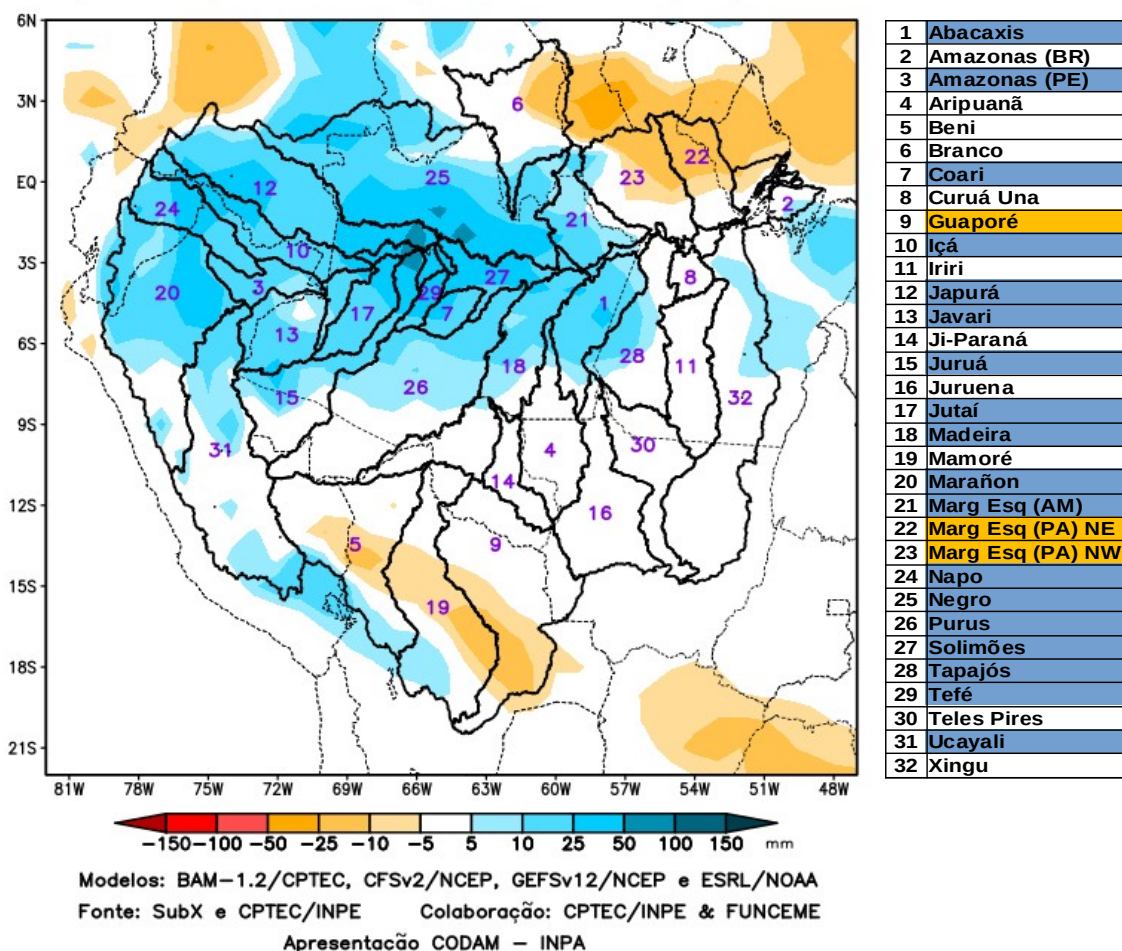 6N
3N
EQ
3S
6S
9S
12S
15S
18S
21S
81W 78W 75W 72W 69W 66W 63W 60W 57W 54W 51W 48W
6
22
23
25
12
24
2
21
10
27
8
3
20
29
1
17
7
13
28
18
11
26
15
32
31
4
30
14
16
5
9
19
−150 −100 −50 −25 −10 −5 5 10 25 50 100 150 mm
Modelos: BAM−1.2/CPTEC, CFSv2/NCEP, GEFSv12/NCEP e ESRL/NOAA
Fonte: SubX e CPTEC/INPE Colaboração: CPTEC/INPE & FUNCEME
Apresentação CODAM − INPA
1 Abacaxis
2 Amazonas (BR)
3 Amazonas (PE)
4 Aripuanã
5 Beni
6 Branco
7 Coari
8 Curuá Una
9 Guaporé
10 Içá
11 Iriri
12 Japurá
13 Javari
14 Ji-Paraná
15 Juruá
16 Juruena
17 Jutaí
18 Madeira
19 Mamoré
20 Marañon
21 Marg Esq (AM)
22 Marg Esq (PA) NE
23 Marg Esq (PA) NW
24 Napo
25 Negro
26 Purus
27 Solimões
28 Tapajós
29 Tefé
30 Teles Pires
31 Ucayali
32 Xingu